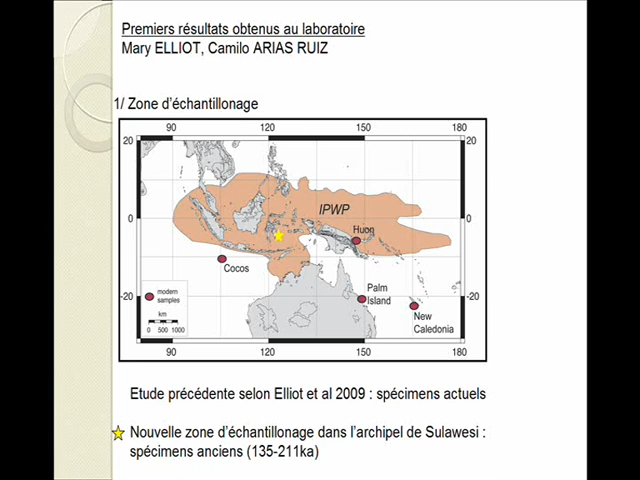 Premiers résultats obtenus au laboratoire
Mary ELLIOT, Camilo ARIAS RUIZ
1/ Zone d'échantillonage
90 120 150 180
20 20
IPWP
Huon
0 0
Cocos
modern
samples
Palm
Island
-20 -20
New
Caledonia
km
0 500 1000
90 120 150 180
Etude précédente selon Elliot et al 2009 : spécimens actuels
Nouvelle zone d'échantillonage dans l'archipel de Sulawesi :
spécimens anciens (135-211ka)